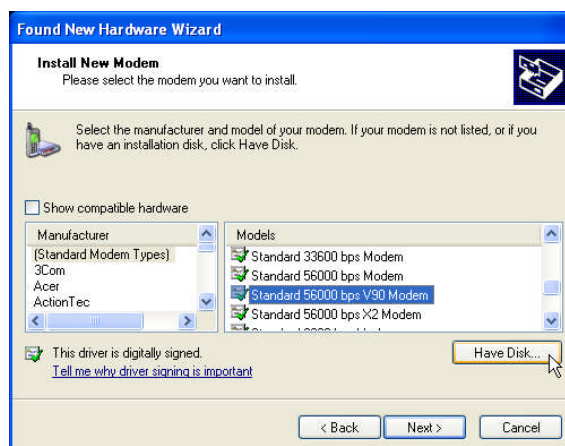 Found New Hardware Wizard
Install New Modem
Please select the modem you want to install.
Select the manufacturer and model of your modem. If your modem is not listed, or if you
have an installation disk, click Have Disk.
Show compatible hardware
Manufacturer
(Standard Modem Types)
3Com
Acer
ActionTec
Models
Standard 33600 bps Modem
Standard 56000 bps Modem
Standard 56000 bps V90 Modem
Standard 56000 bps X2 Modem
This driver is digitally signed.
Tell me why driver signing is important
Have Disk...
< Back
Next >
Cancel